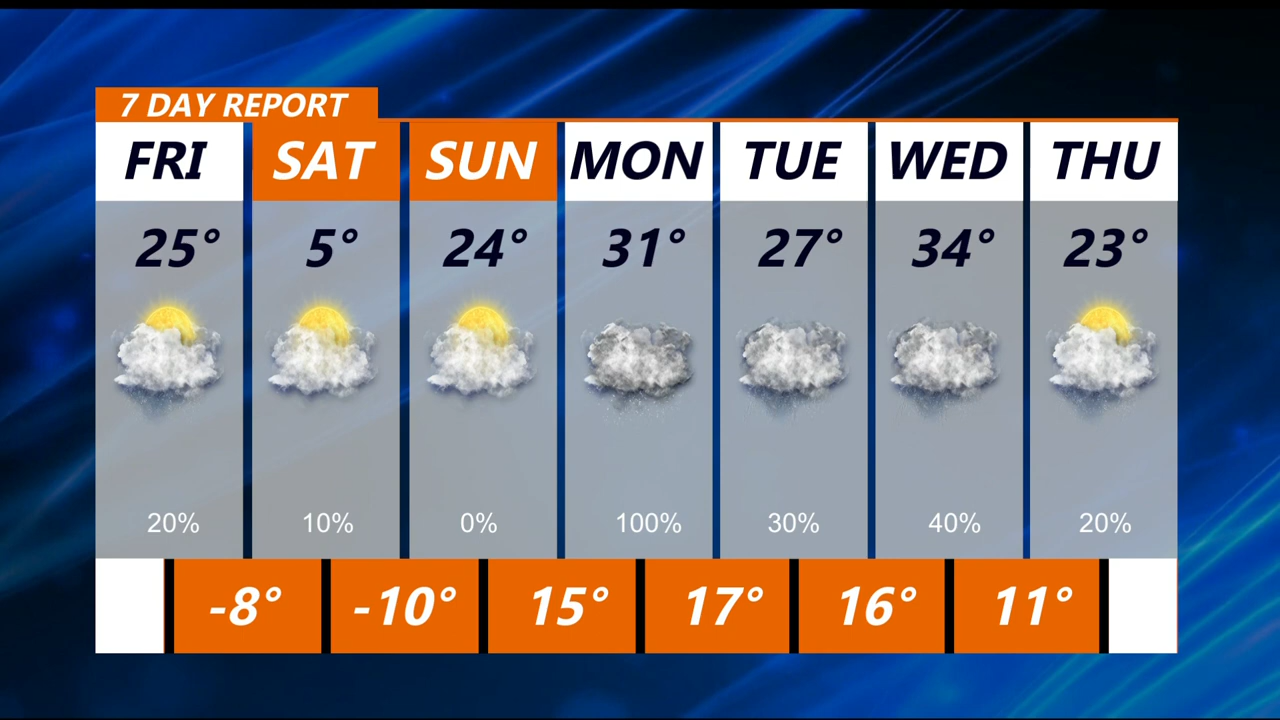 7 DAY REPORT
FRI SAT SUN MON TUE WED THU
25° 5° 24° 31° 27° 34° 23°
20% 10% 0% 100% 30% 40% 20%
-8° -10° 15° 17° 16° 11°